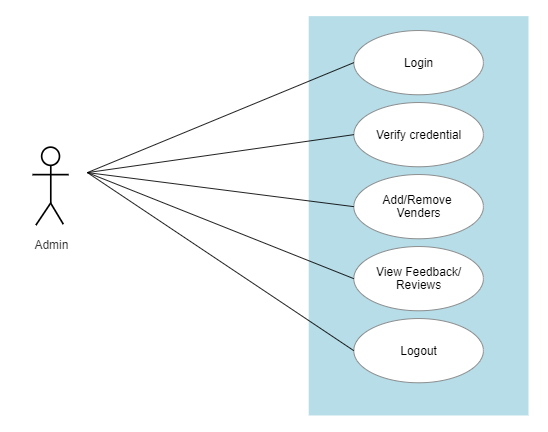 Login
Verify credential
Add/Remove
Venders
Admin
View Feedback/
Reviews
Logout